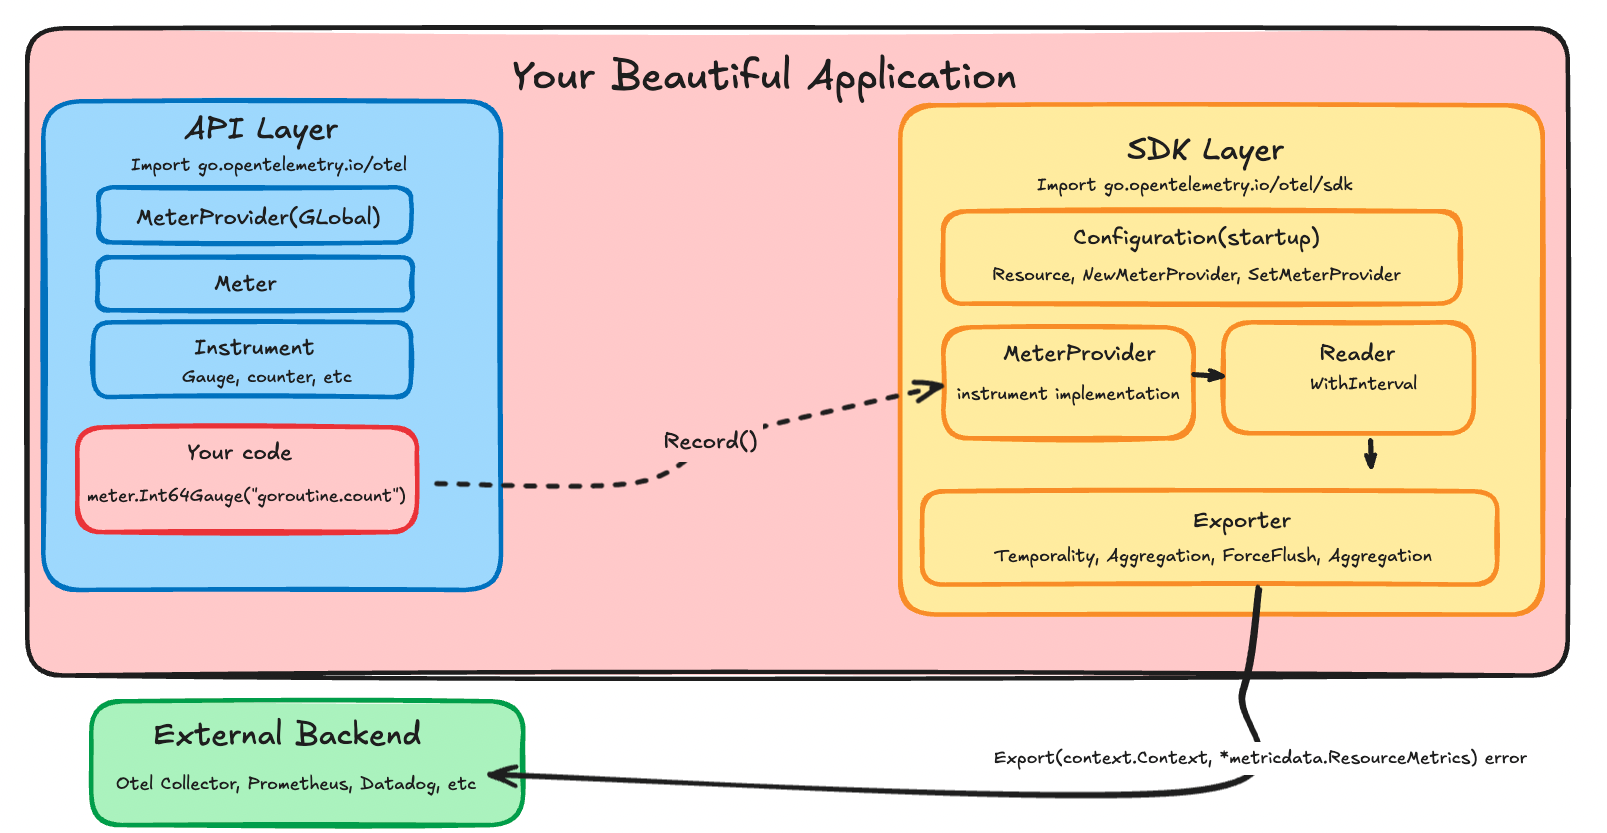 Your Beautiful Application
API Layer
Import go.opentelemetry.io/otel
MeterProvider(GLobal)
Meter
Instrument
Gauge, counter, etc
Your code
meter.Int64Gauge("goroutine.count")
Record()
SDK Layer
Import go.opentelemetry.io/otel/sdk
Configuration(startup)
Resource, NewMeterProvider, SetMeterProvider
MeterProvider
instrument implementation
Reader
WithInterval
Exporter
Temporality, Aggregation, ForceFlush, Aggregation
Export(context.Context, *metricdata.ResourceMetrics) error
External Backend
Otel Collector, Prometheus, Datadog, etc